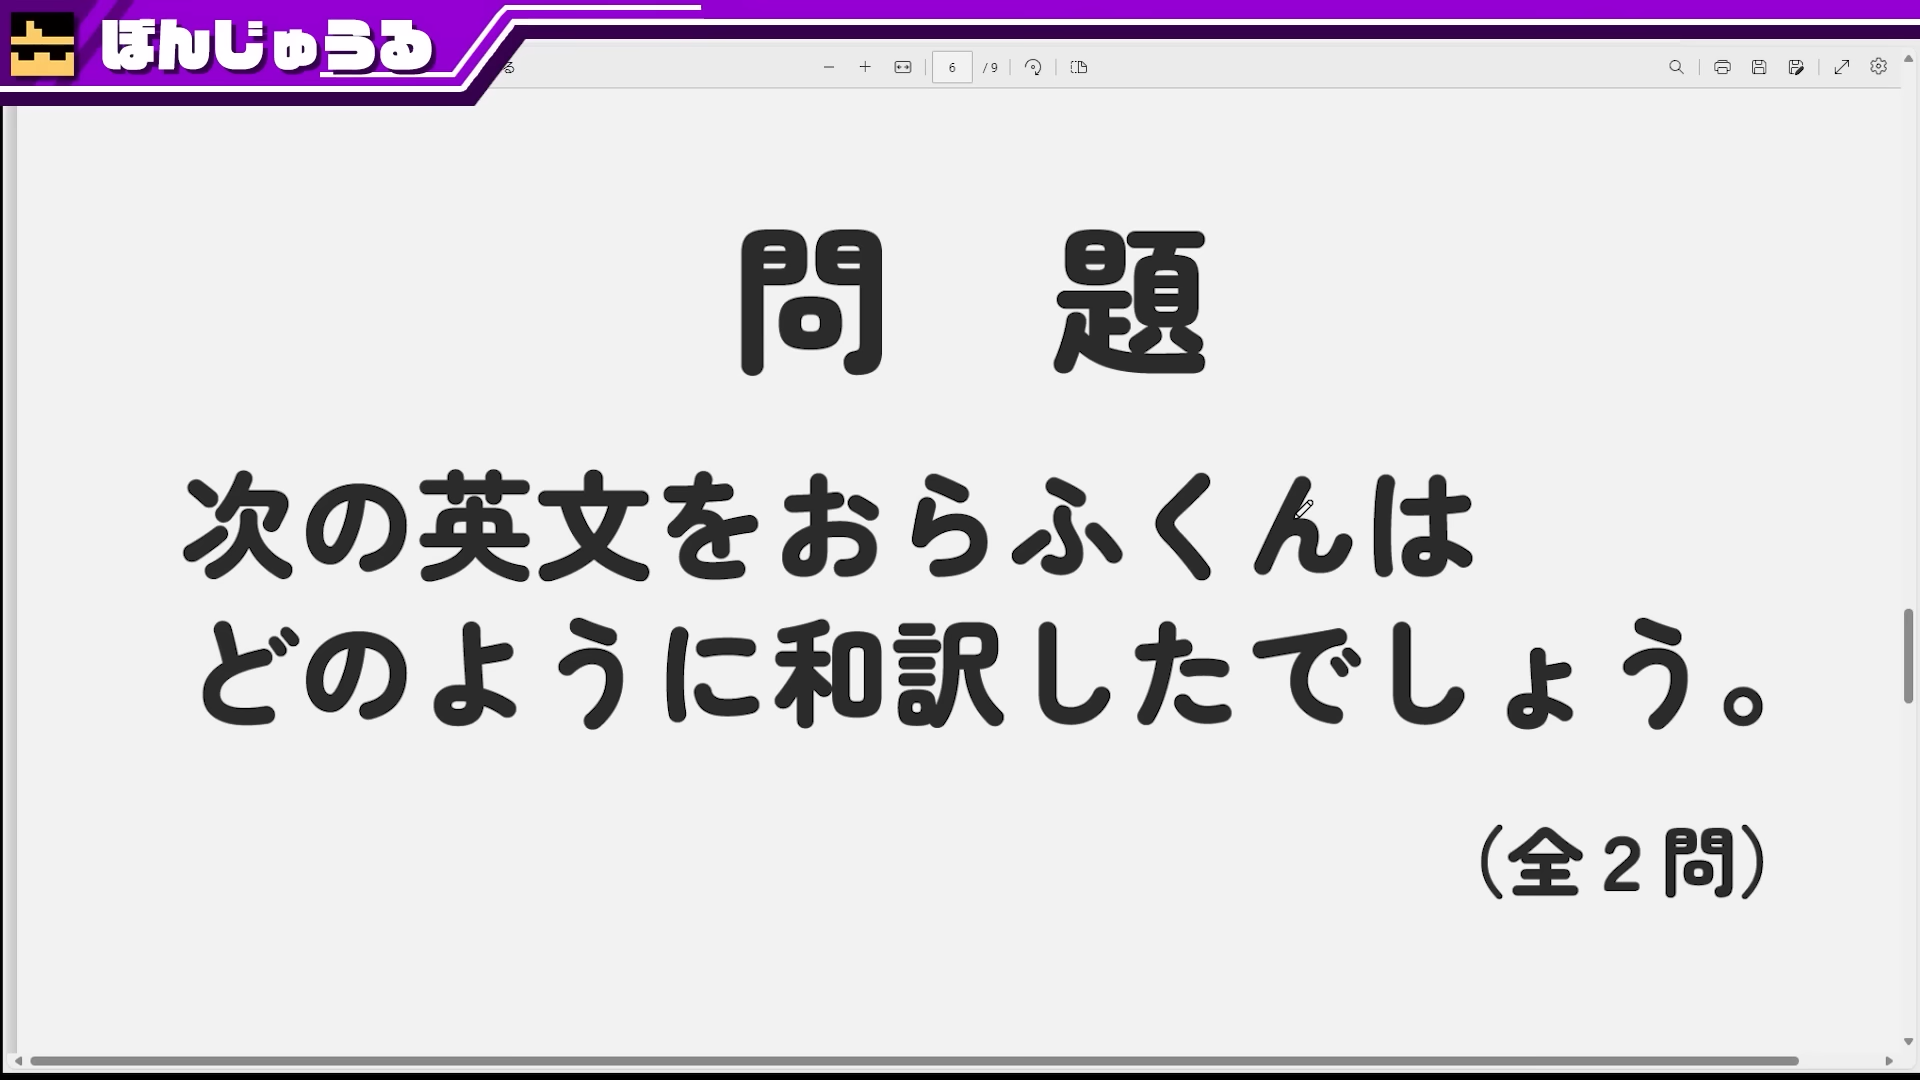 ぼんじゅうる
る
6 / 9
問 題
次の英文をおらふくんは
どのように和訳したでしょう。
(全２問)